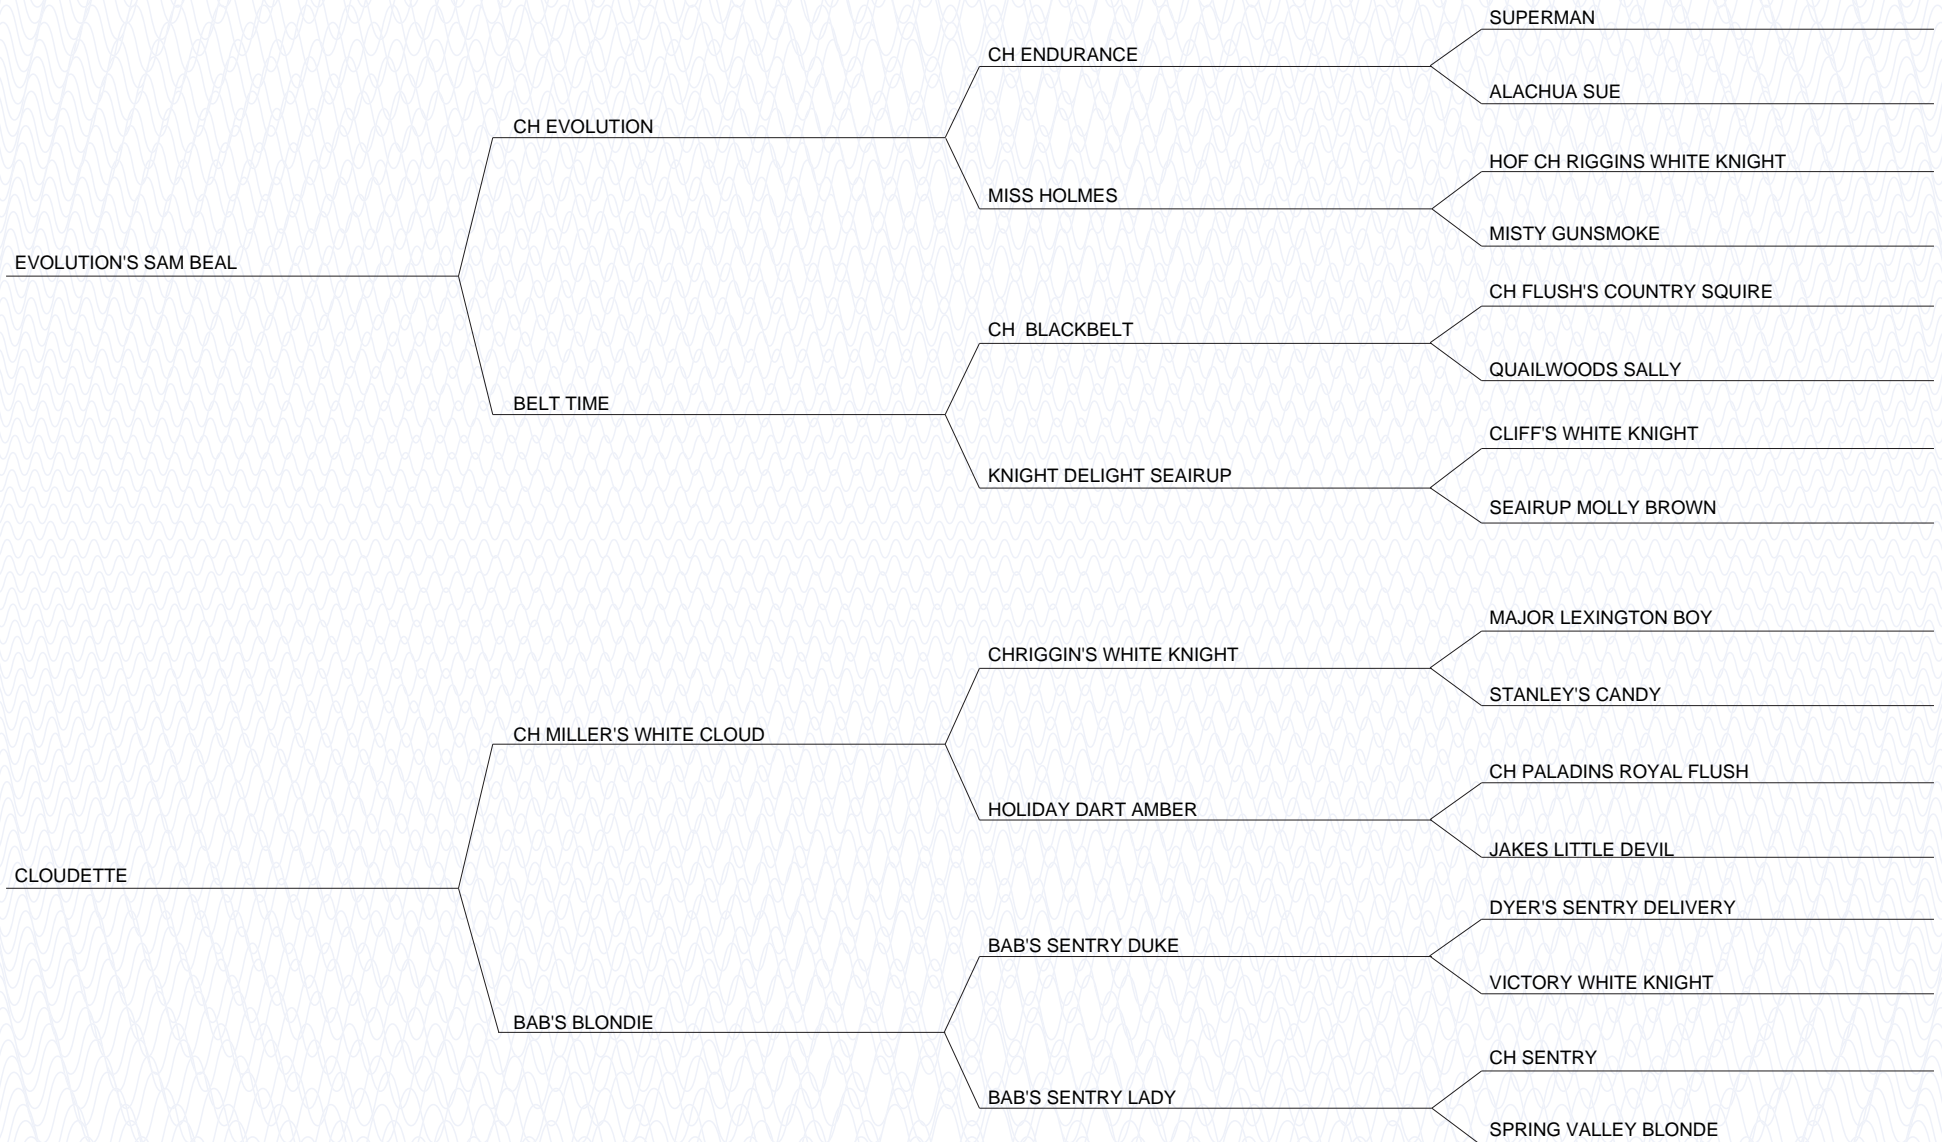 SUPERMAN
CH ENDURANCE
ALACHUA SUE
CH EVOLUTION
HOF CH RIGGINS WHITE KNIGHT
MISS HOLMES
MISTY GUNSMOKE
EVOLUTION'S SAM BEAL
CH FLUSH'S COUNTRY SQUIRE
CH  BLACKBELT
QUAILWOODS SALLY
BELT TIME
CLIFF'S WHITE KNIGHT
KNIGHT DELIGHT SEAIRUP
SEAIRUP MOLLY BROWN
MAJOR LEXINGTON BOY
CHRIGGIN'S WHITE KNIGHT
STANLEY'S CANDY
CH MILLER'S WHITE CLOUD
CH PALADINS ROYAL FLUSH
HOLIDAY DART AMBER
JAKES LITTLE DEVIL
CLOUDETTE
DYER'S SENTRY DELIVERY
BAB'S SENTRY DUKE
VICTORY WHITE KNIGHT
BAB'S BLONDIE
CH SENTRY
BAB'S SENTRY LADY
SPRING VALLEY BLONDE